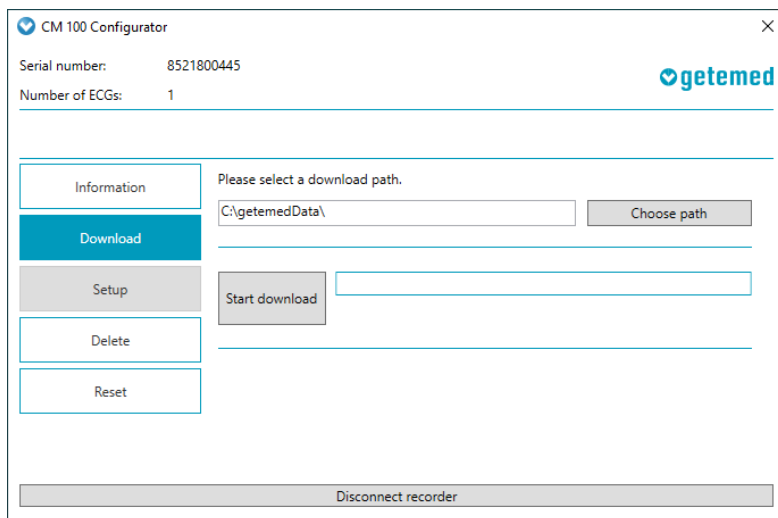 CM 100 Configurator
Serial number: 8521800445
Number of ECGs: 1
getemed
Information
Please select a download path.
C:\getemedData\
Choose path
Download
Setup
Start download
Delete
Reset
Disconnect recorder